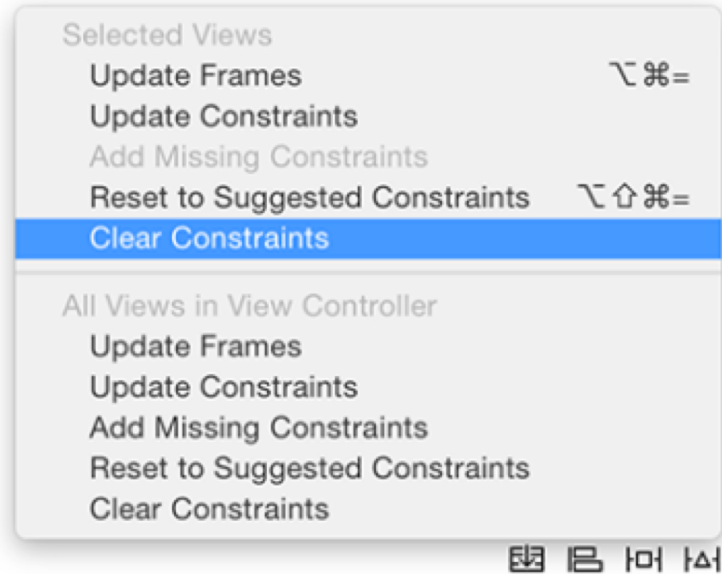 Selected Views
Update Frames ⌥⌘=
Update Constraints
Add Missing Constraints
Reset to Suggested Constraints ⌥⇧⌘=
Clear Constraints
All Views in View Controller
Update Frames
Update Constraints
Add Missing Constraints
Reset to Suggested Constraints
Clear Constraints